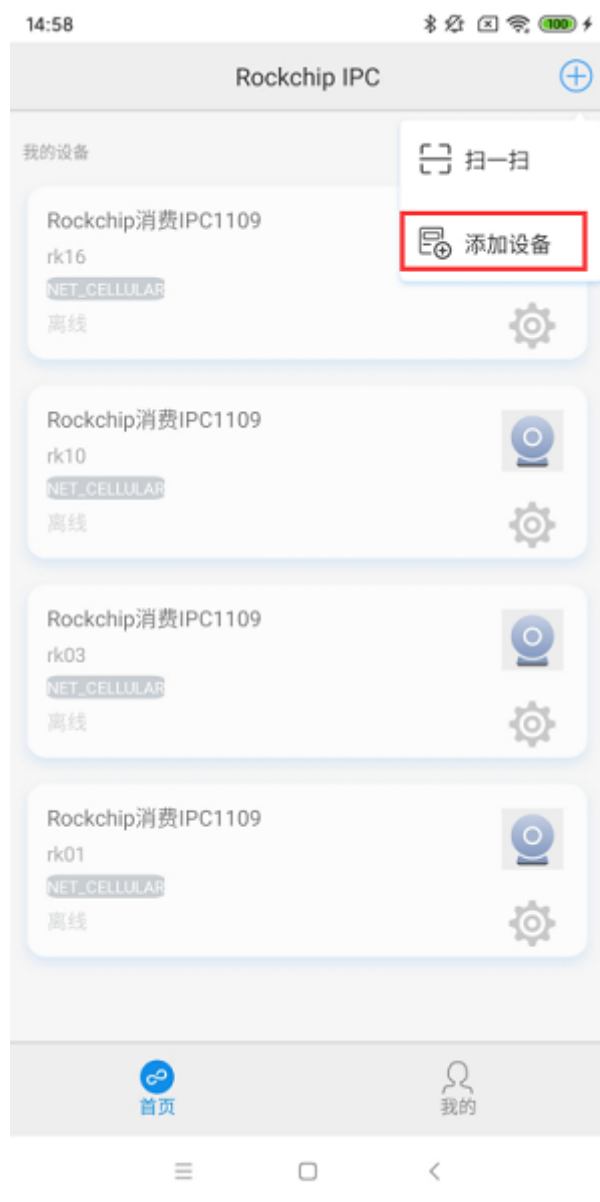 14:58
100
Rockchip IPC
我的设备
扫一扫
添加设备
Rockchip消费IPC1109
rk16
NET_CELLULAR
离线
Rockchip消费IPC1109
rk10
NET_CELLULAR
离线
Rockchip消费IPC1109
rk03
NET_CELLULAR
离线
Rockchip消费IPC1109
rk01
NET_CELLULAR
离线
首页
我的